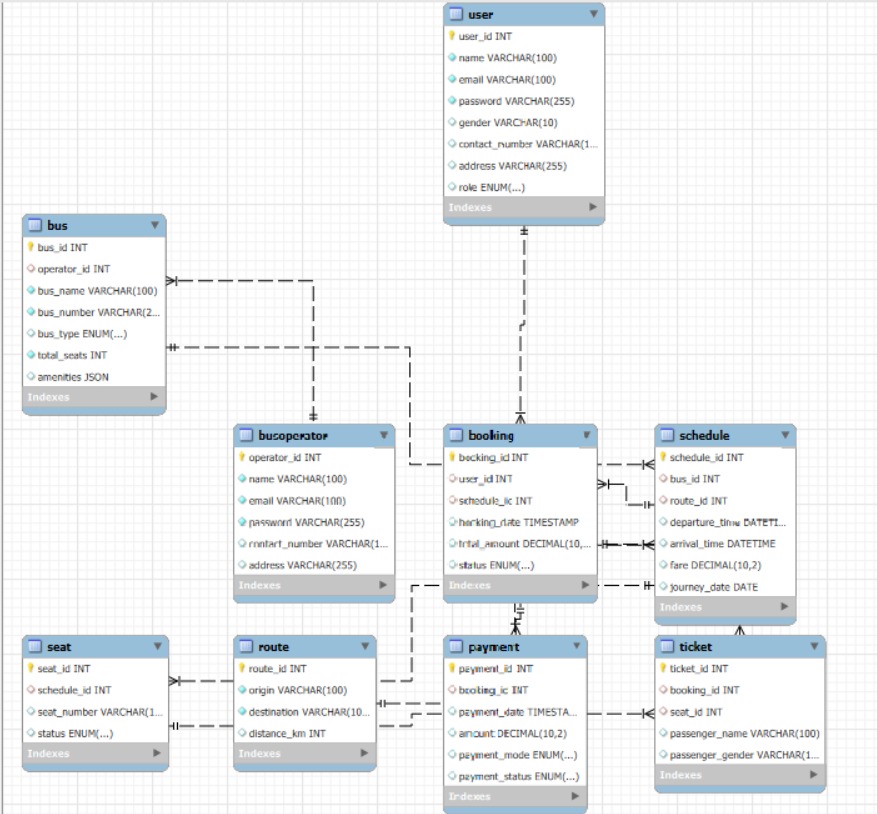 user
user_id INT
name VARCHAR(100)
email VARCHAR(100)
password VARCHAR(255)
gender VARCHAR(10)
contact_number VARCHAR(1...
address VARCHAR(255)
role ENUM(...)
Indexes
bus
bus_id INT
operator_id INT
bus_name VARCHAR(100)
bus_number VARCHAR(2...
bus_type ENUM(...)
total_seats INT
amenities JSON
Indexes
busoperator
operator_id INT
name VARCHAR(100)
email VARCHAR(100)
password VARCHAR(255)
contact_number VARCHAR(1...
address VARCHAR(255)
Indexes
booking
booking_id INT
user_id INT
schedule_id INT
booking_date TIMESTAMP
total_amount DECIMAL(10,...
status ENUM(...)
Indexes
schedule
schedule_id INT
bus_id INT
route_id INT
departure_time DATETI...
arrival_time DATETIME
fare DECIMAL(10,2)
journey_date DATE
Indexes
seat
seat_id INT
schedule_id INT
seat_number VARCHAR(1...
status ENUM(...)
Indexes
route
route_id INT
origin VARCHAR(100)
destination VARCHAR(10...
distance_km INT
Indexes
payment
payment_id INT
booking_id INT
payment_date TIMESTA...
amount DECIMAL(10,2)
payment_mode ENUM(...)
payment_status ENUM(...)
Indexes
ticket
ticket_id INT
booking_id INT
seat_id INT
passenger_name VARCHAR(100)
passenger_gender VARCHAR(1...
Indexes